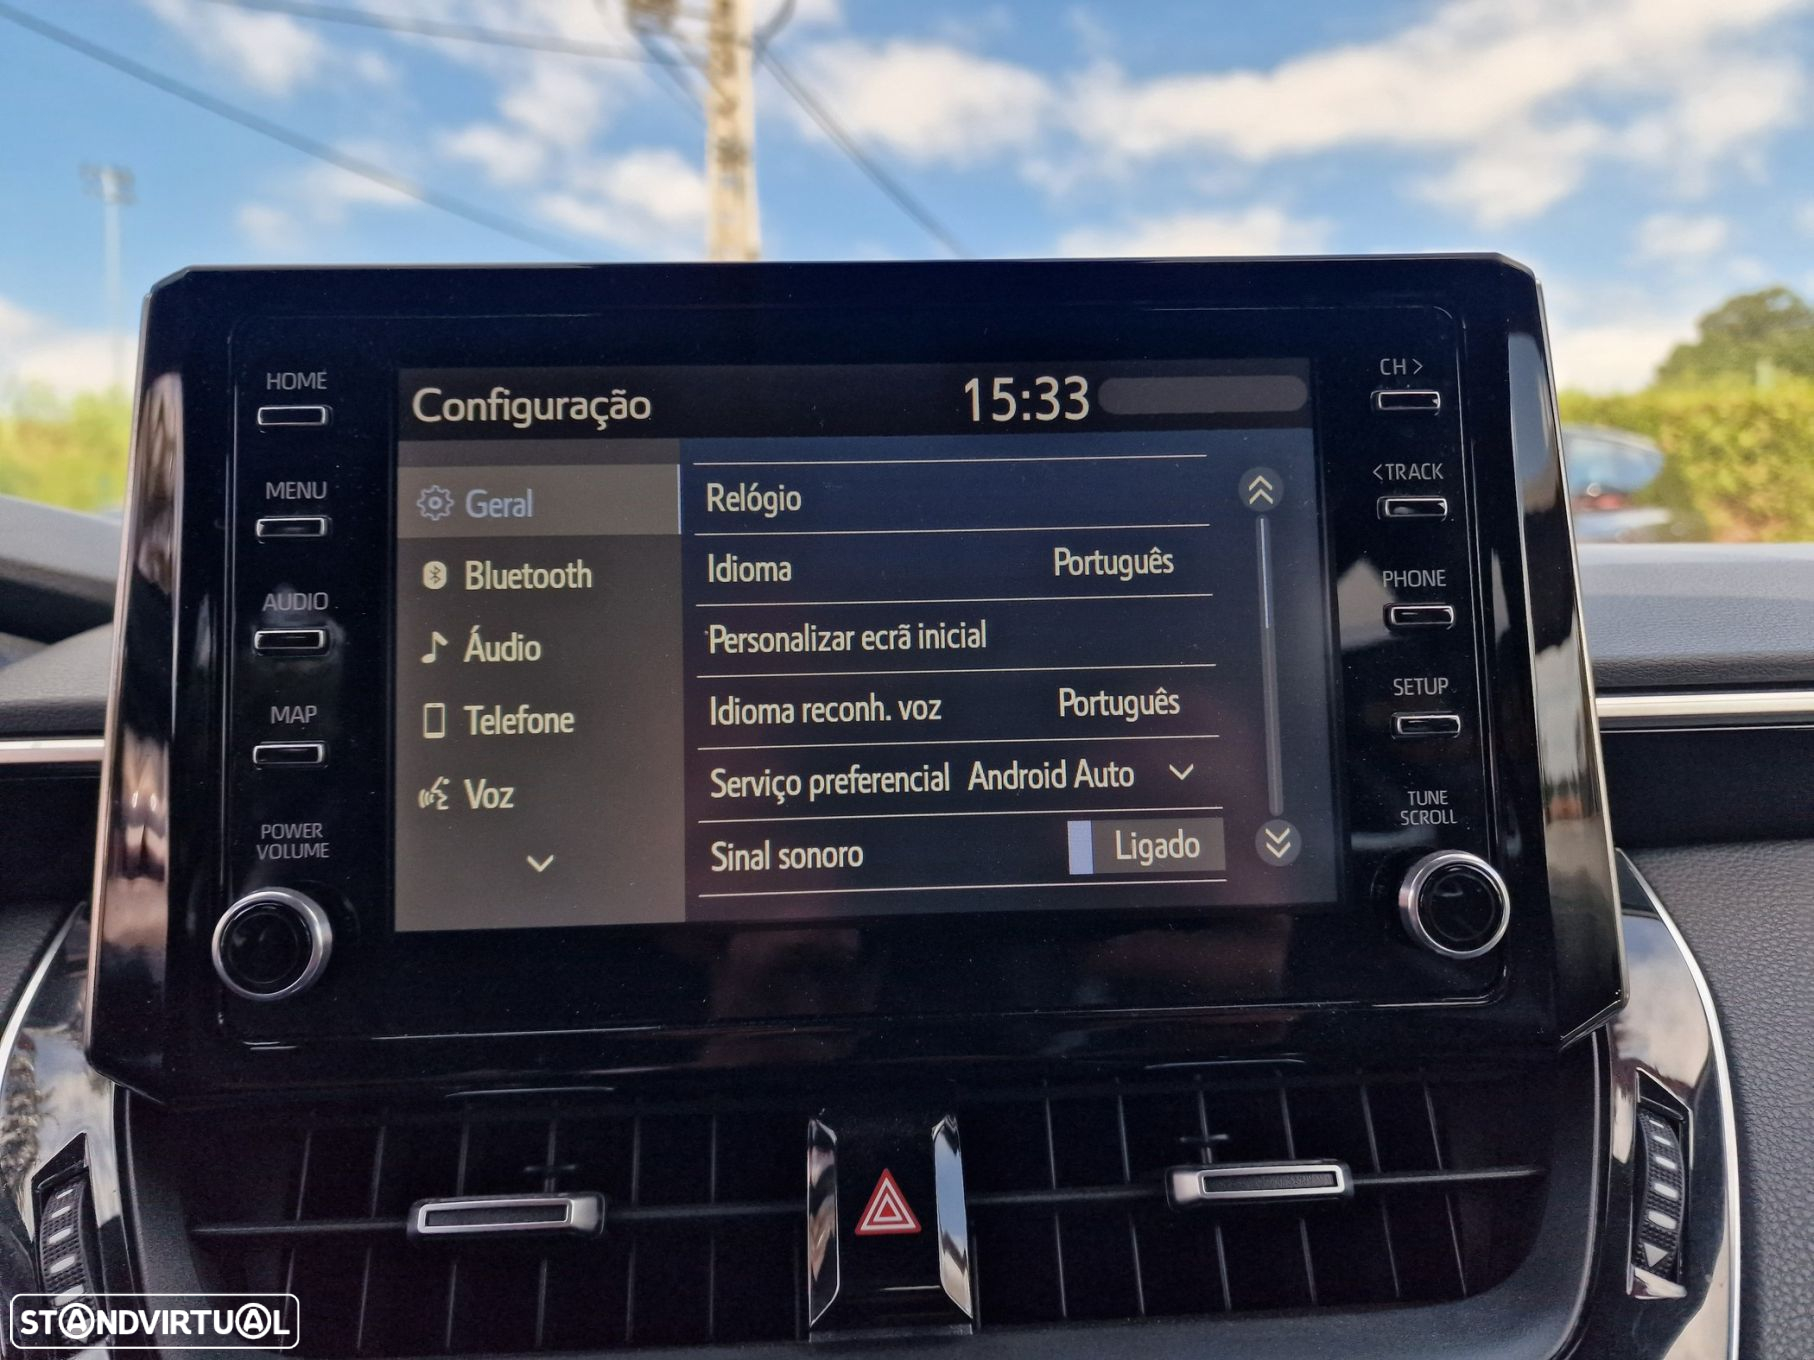 HOME
MENU
AUDIO
MAP
POWER
VOLUME
Configuração
15:33
Geral
Bluetooth
Áudio
Telefone
Voz
Relógio
Idioma Português
Personalizar ecrã inicial
Idioma reconh. voz Português
Serviço preferencial Android Auto
Sinal sonoro Ligado
CH >
< TRACK
PHONE
SETUP
TUNE
SCROLL
STANDVIRTUAL